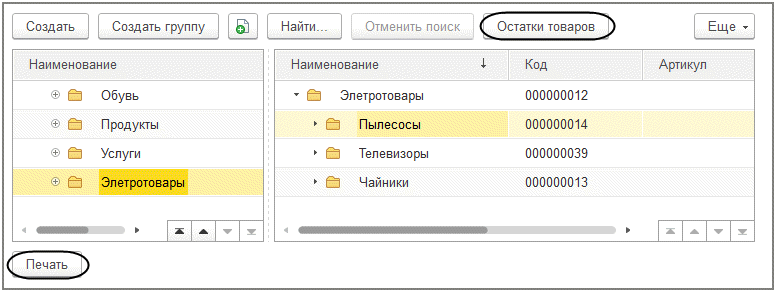 Создать Создать группу Найти... Отменить поиск Остатки товаров Еще
Наименование Наименование Код Артикул
Обувь Элетротовары 000000012
Продукты Пылесосы 000000014
Услуги Телевизоры 000000039
Элетротовары Чайники 000000013
Печать